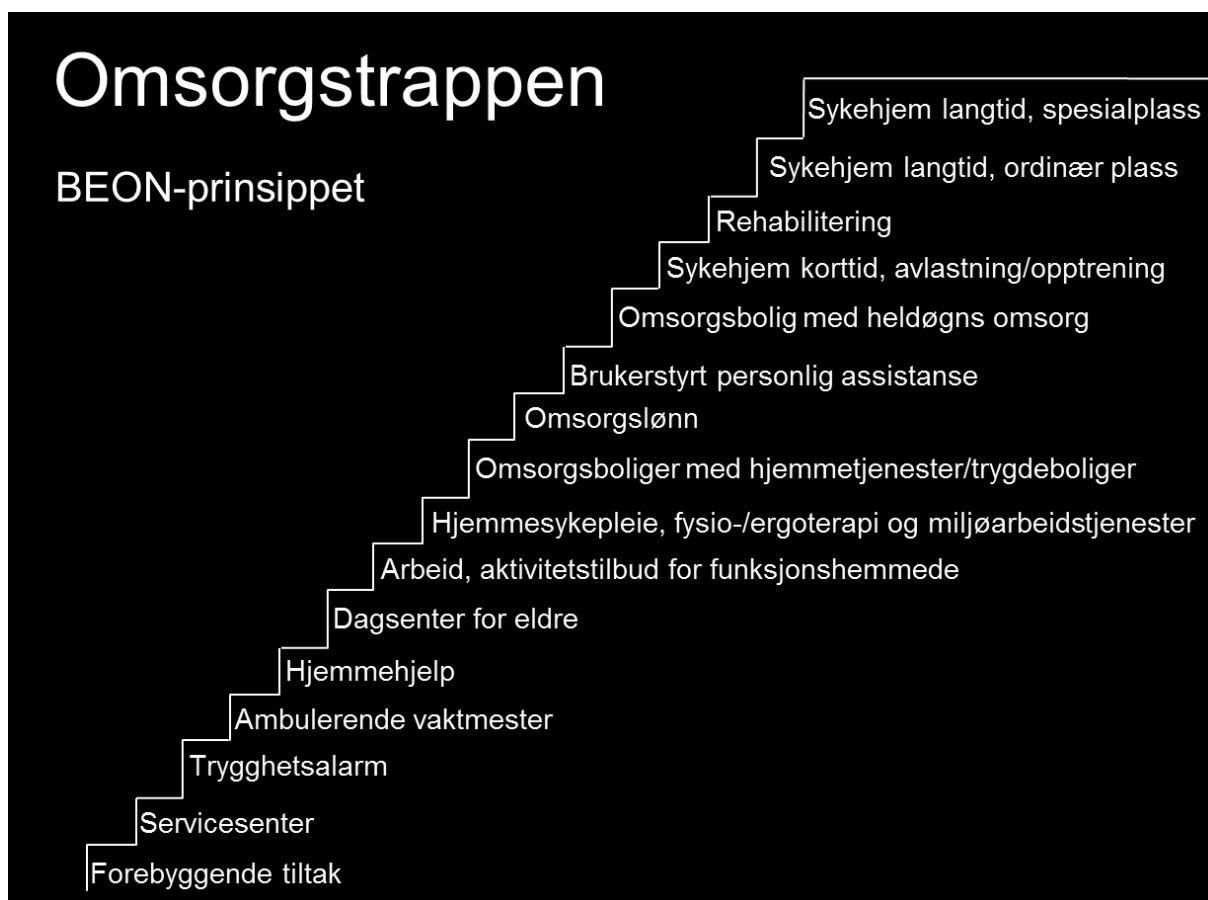 Omsorgstrappen
BEON-prinsippet
Sykehjem langtid, spesialplass
Sykehjem langtid, ordinær plass
Rehabilitering
Sykehjem korttid, avlastning/opptrening
Omsorgsbolig med heldøgns omsorg
Brukerstyrt personlig assistanse
Omsorgslønn
Omsorgsboliger med hjemmetjenester/trygdeboliger
Hjemmesykepleie, fysio-/ergoterapi og miljøarbeidstjenester
Arbeid, aktivitetstilbud for funksjonshemmede
Dagsenter for eldre
Hjemmehjelp
Ambulerende vaktmester
Trygghetsalarm
Servicesenter
Forebyggende tiltak